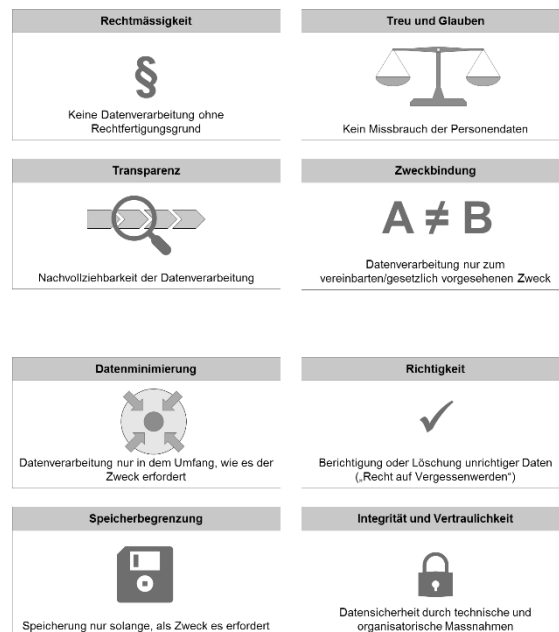 Rechtmässigkeit
§
Keine Datenverarbeitung ohne
Rechtfertigungsgrund
Treu und Glauben
Kein Missbrauch der Personendaten
Transparenz
Nachvollziehbarkeit der Datenverarbeitung
Zweckbindung
A ≠ B
Datenverarbeitung nur zum
vereinbarten/gesetzlich vorgesehenen Zweck
Datenminimierung
Datenverarbeitung nur in dem Umfang, wie es der
Zweck erfordert
Richtigkeit
Berichtigung oder Löschung unrichtiger Daten
(„Recht auf Vergessenwerden“)
Speicherbegrenzung
Speicherung nur solange, als Zweck es erfordert
Integrität und Vertraulichkeit
Datensicherheit durch technische und
organisatorische Massnahmen